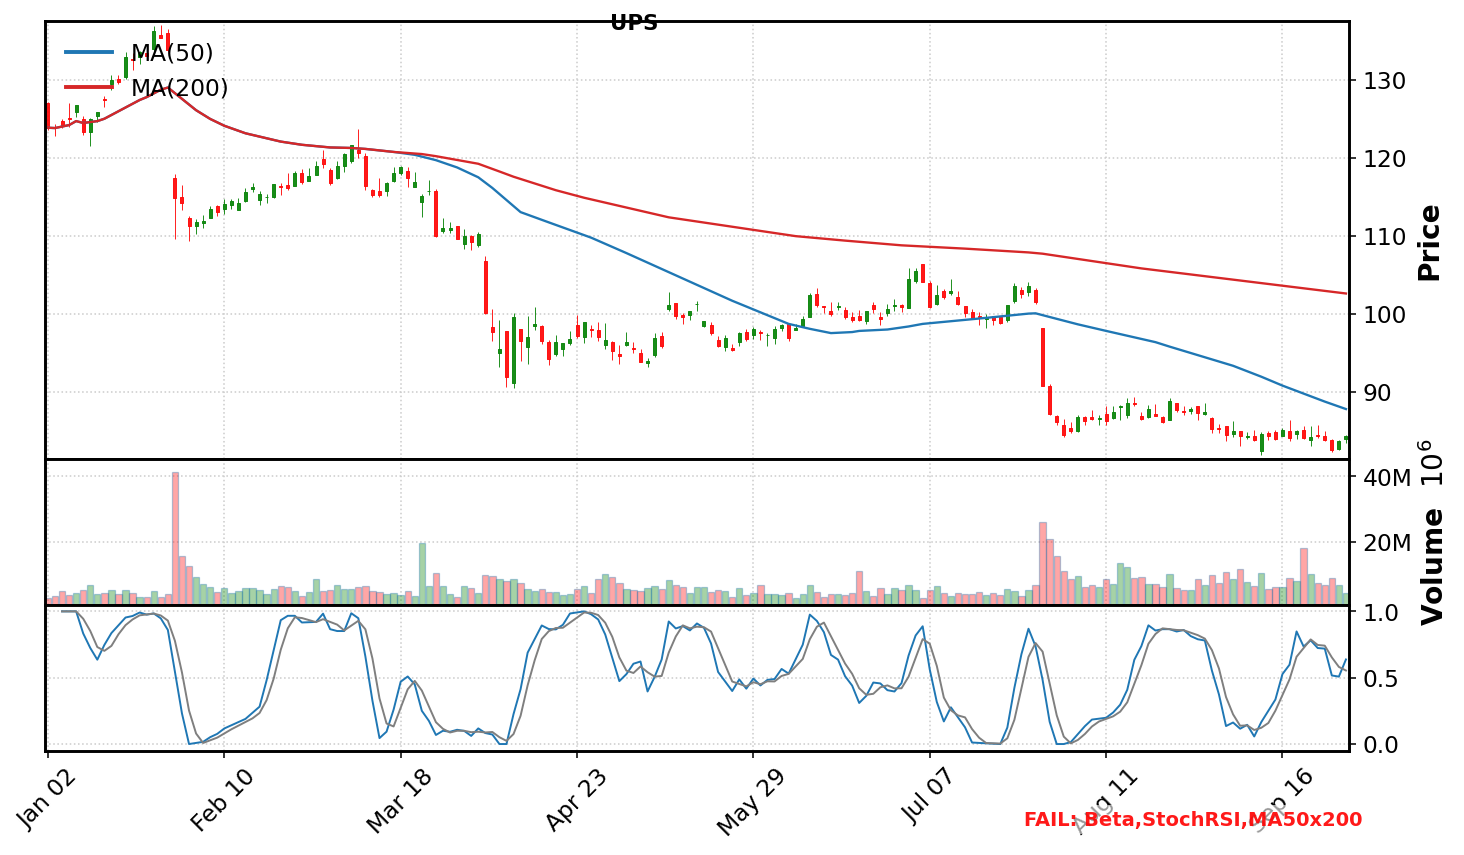 UPS
MA(50)
MA(200)
130
120
110
100
90
Price
40M
20M
Volume 10⁶
1.0
0.5
0.0
Jan 02
Feb 10
Mar 18
Apr 23
May 29
Jul 07
Aug 11
Sep 16
FAIL: Beta,StochRSI,MA50x200